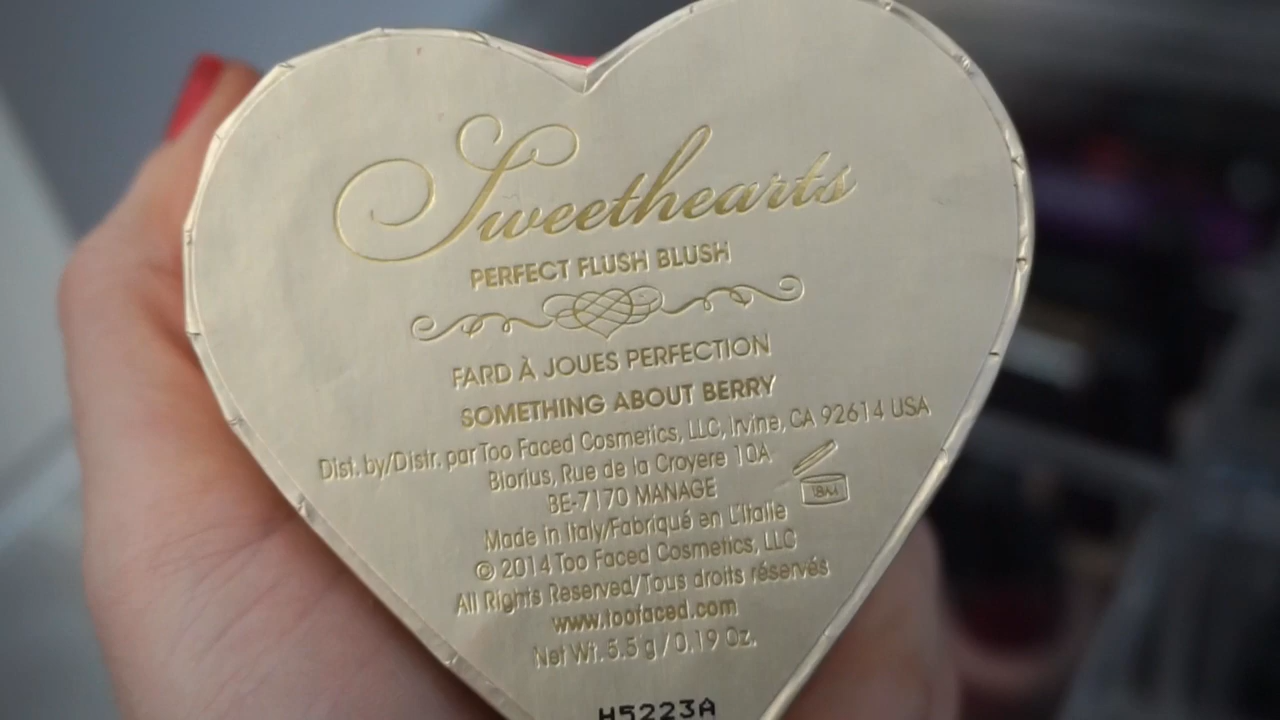 Sweethearts
PERFECT FLUSH BLUSH
FARD À JOUES PERFECTION
SOMETHING ABOUT BERRY
Dist. by/Distr. par Too Faced Cosmetics, LLC, Irvine, CA 92614 USA
Biorius, Rue de la Croyere 10A
BE-7170 MANAGE
18M
Made in Italy/Fabriqué en L'Italie
© 2014 Too Faced Cosmetics, LLC
All Rights Reserved/Tous droits réservés
www.toofaced.com
Net Wt. 5.5 g / 0.19 Oz.
H5223A